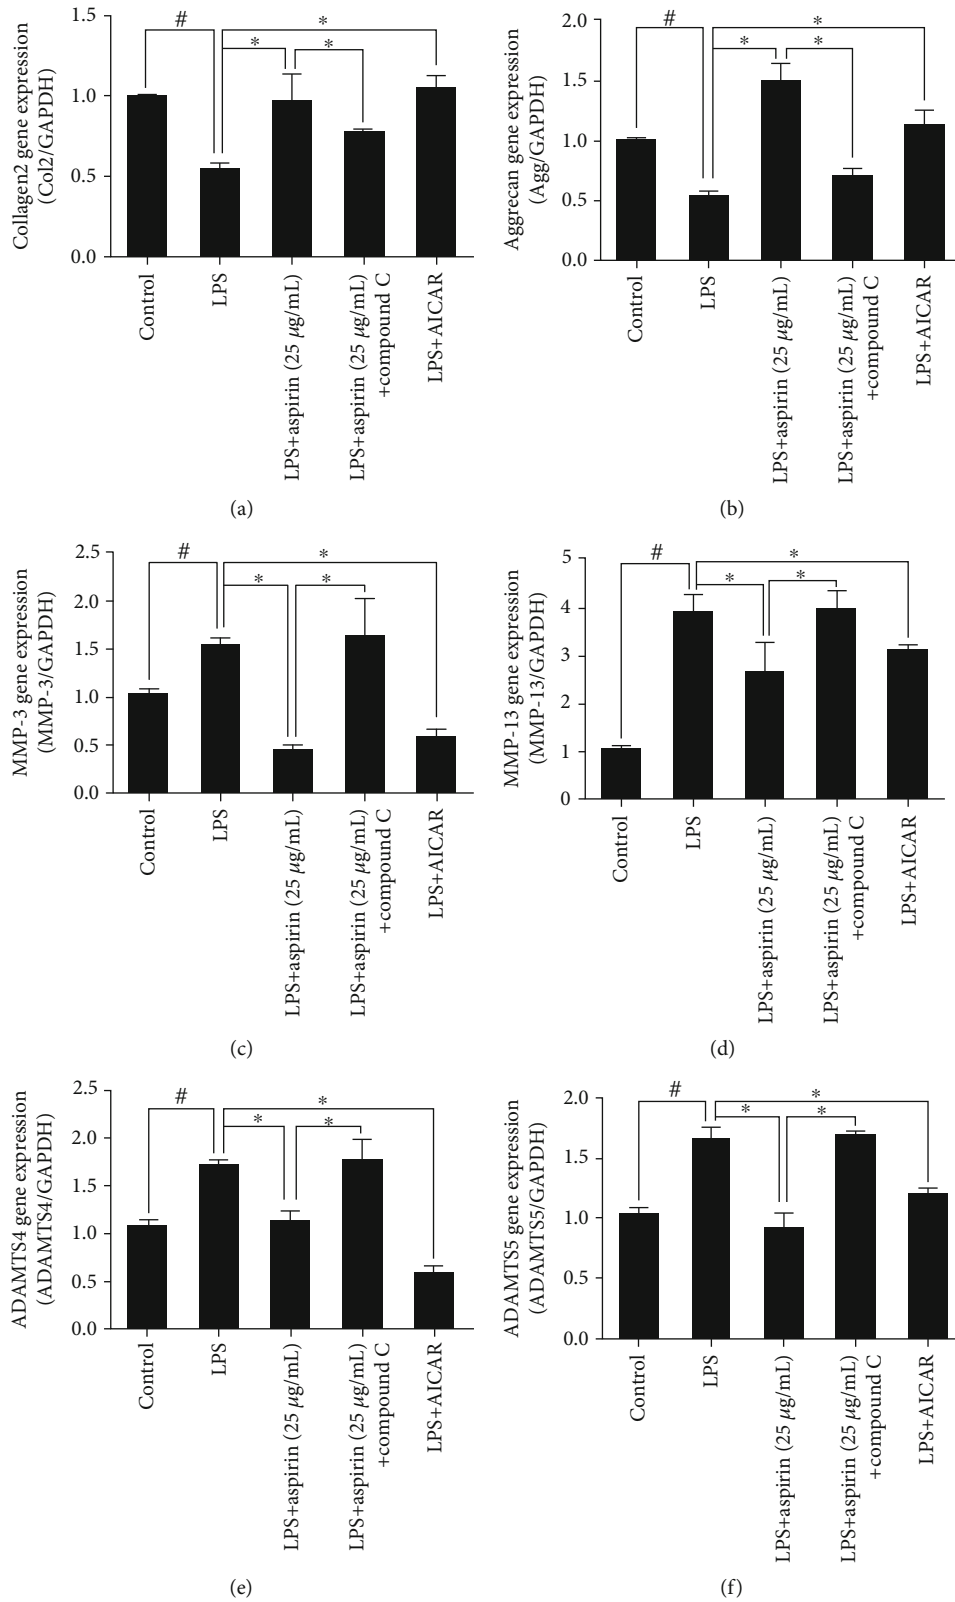 Collagen2 gene expression
(Col2/GAPDH)
1.5
1.0
0.5
0.0
#
*
*
*
Control
LPS
LPS+aspirin (25 μg/mL)
LPS+aspirin (25 μg/mL)
+compound C
LPS+AICAR
(a)
Aggrecan gene expression
(Agg/GAPDH)
2.0
1.5
1.0
0.5
0.0
#
*
*
*
Control
LPS
LPS+aspirin (25 μg/mL)
LPS+aspirin (25 μg/mL)
+compound C
LPS+AICAR
(b)
MMP-3 gene expression
(MMP-3/GAPDH)
2.5
2.0
1.5
1.0
0.5
0.0
#
*
*
*
Control
LPS
LPS+aspirin (25 μg/mL)
LPS+aspirin (25 μg/mL)
+compound C
LPS+AICAR
(c)
MMP-13 gene expression
(MMP-13/GAPDH)
5
4
3
2
1
0
#
*
*
*
Control
LPS
LPS+aspirin (25 μg/mL)
LPS+aspirin (25 μg/mL)
+compound C
LPS+AICAR
(d)
ADAMTS4 gene expression
(ADAMTS4/GAPDH)
2.5
2.0
1.5
1.0
0.5
0.0
#
*
*
*
Control
LPS
LPS+aspirin (25 μg/mL)
LPS+aspirin (25 μg/mL)
+compound C
LPS+AICAR
(e)
ADAMTS5 gene expression
(ADAMTS5/GAPDH)
2.0
1.5
1.0
0.5
0.0
#
*
*
*
Control
LPS
LPS+aspirin (25 μg/mL)
LPS+aspirin (25 μg/mL)
+compound C
LPS+AICAR
(f)